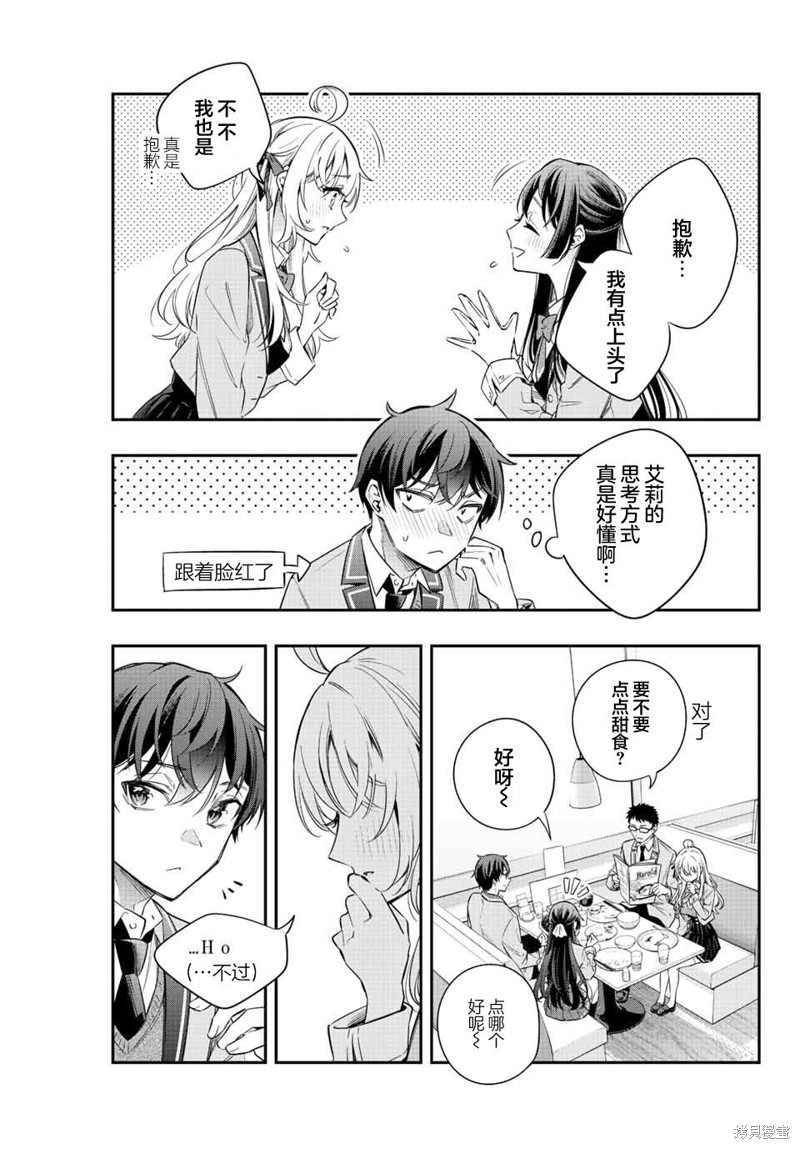 抱歉…
我有点上头了
不不
我也是
真是
抱歉…
艾莉的
思考方式
真是好懂啊…
跟着脸红了
对了
要不要
点点甜食？
好呀~
Harold
点哪个
好呢~
…Но
(…不过)
拷貝漫畫